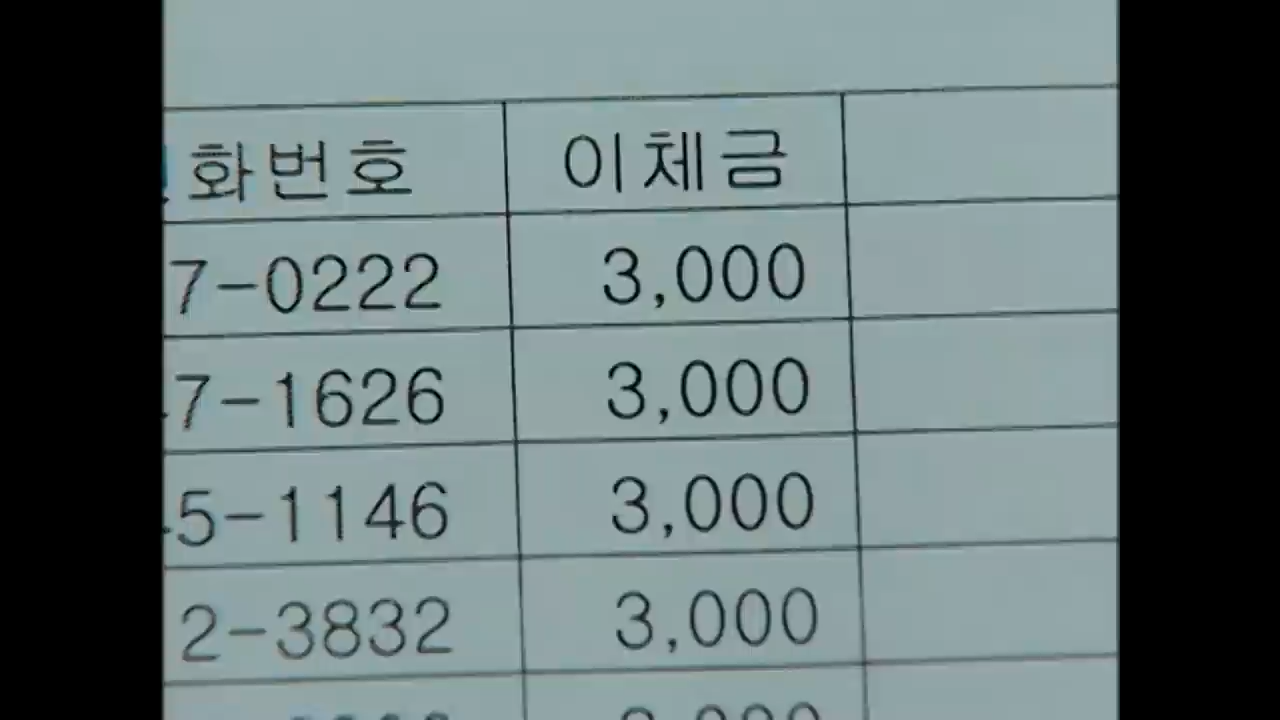 화번호 이체금
7-0222 3,000
7-1626 3,000
5-1146 3,000
2-3832 3,000